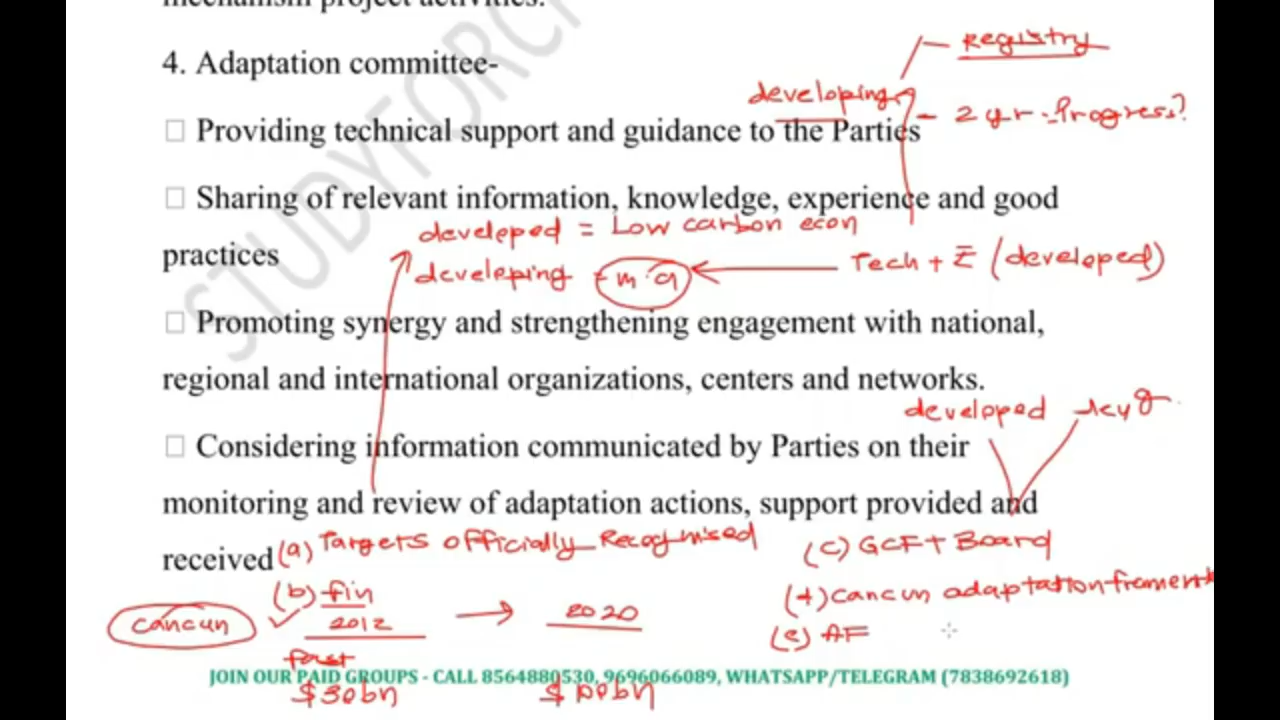 mechanism project activities.
4. Adaptation committee-
Registry
developing
- 2 yr - Progress?
□ Providing technical support and guidance to the Parties
□ Sharing of relevant information, knowledge, experience and good
developed = Low carbon econ
practices
developing - m.a
Tech + ₹ (developed)
□ Promoting synergy and strengthening engagement with national,
regional and international organizations, centers and networks.
developed
□ Considering information communicated by Parties on their
monitoring and review of adaptation actions, support provided and
received
(a) Targets officially Recognised
(c) GCF + Board
(b) fin
(d) Cancun adaptation framework
Cancun
2012
2020
(e) AF
fast
JOIN OUR PAID GROUPS - CALL 8564880530, 9696066089, WHATSAPP/TELEGRAM (7838692618)
$30bn
$100bn
STUDYFORCE